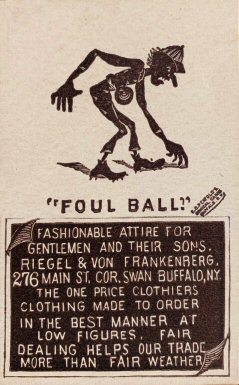 "FOUL BALL!"
FASHIONABLE ATTIRE FOR
GENTLEMEN AND THEIR SONS.
RIEGEL & VON FRANKENBERG,
276 MAIN ST. COR. SWAN BUFFALO, N.Y.
THE ONE PRICE CLOTHIERS
CLOTHING MADE TO ORDER
IN THE BEST MANNER AT
LOW FIGURES. FAIR
DEALING HELPS OUR TRADE
MORE THAN FAIR WEATHER